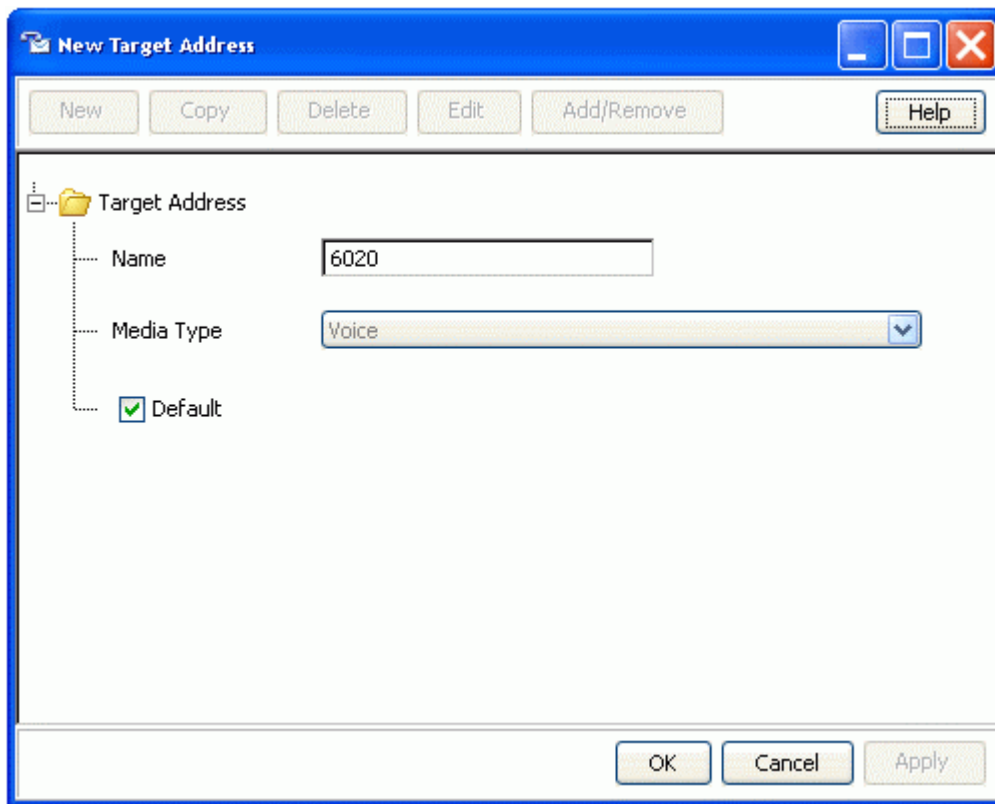 New Target Address
New Copy Delete Edit Add/Remove Help
Target Address
Name 6020
Media Type Voice
Default
OK Cancel Apply